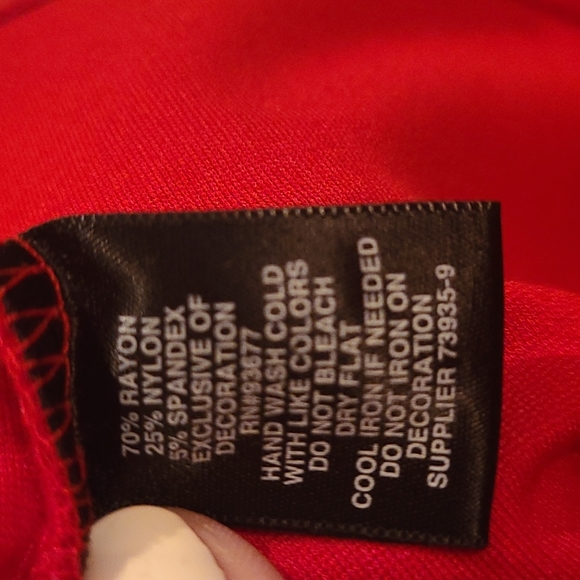 70% RAYON
25% NYLON
5% SPANDEX
EXCLUSIVE OF
DECORATION
RN#93677
HAND WASH COLD
WITH LIKE COLORS
DO NOT BLEACH
DRY FLAT
COOL IRON IF NEEDED
DO NOT IRON ON
DECORATION
SUPPLIER 73935-9